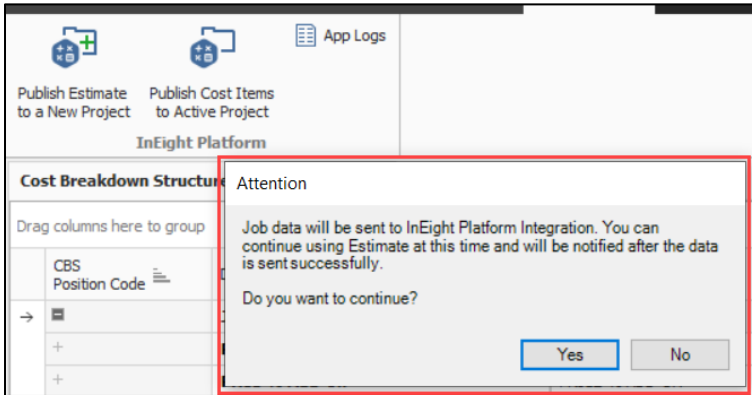 App Logs
Publish Estimate
to a New Project
Publish Cost Items
to Active Project
InEight Platform
Cost Breakdown Structure
Attention
Drag columns here to group
Job data will be sent to InEight Platform Integration. You can
continue using Estimate at this time and will be notified after the data
is sent successfully.
CBS
Position Code
Do you want to continue?
Yes
No